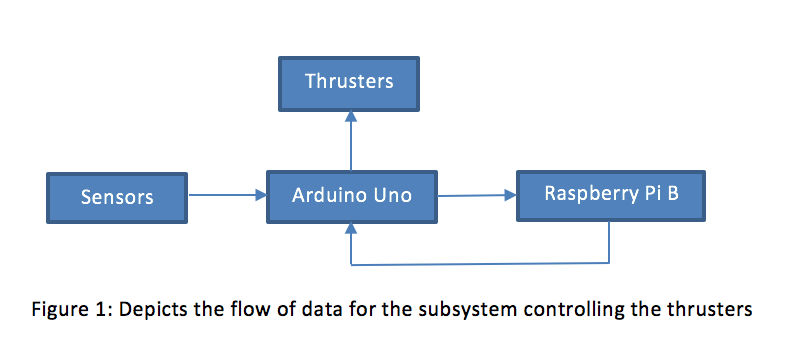 Thrusters
Sensors
Arduino Uno
Raspberry Pi B
Figure 1: Depicts the flow of data for the subsystem controlling the thrusters